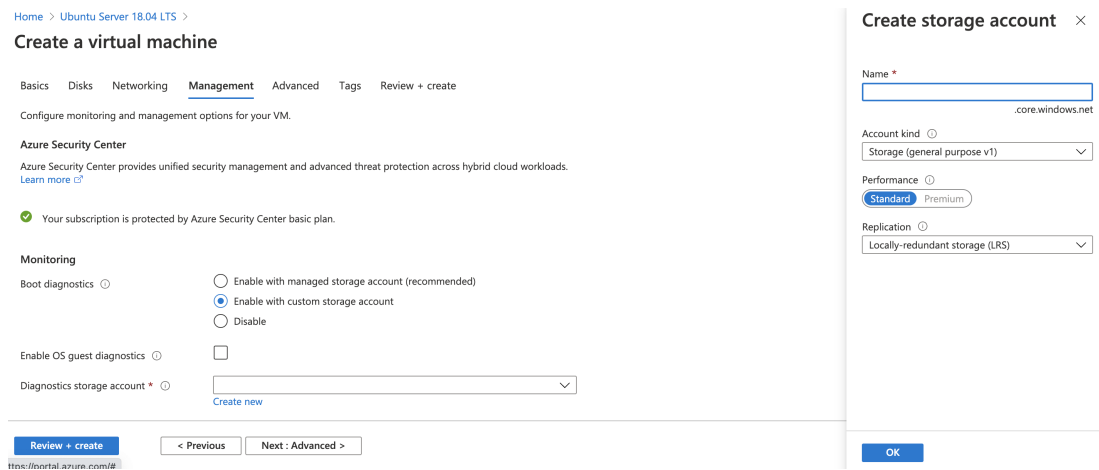 Home > Ubuntu Server 18.04 LTS >
Create a virtual machine
Basics Disks Networking Management Advanced Tags Review + create
Configure monitoring and management options for your VM.
Azure Security Center
Azure Security Center provides unified security management and advanced threat protection across hybrid cloud workloads.
Learn more
Your subscription is protected by Azure Security Center basic plan.
Monitoring
Boot diagnostics
Enable with managed storage account (recommended)
Enable with custom storage account
Disable
Enable OS guest diagnostics
Diagnostics storage account *
Create new
Review + create < Previous Next : Advanced >
ttps://portal.azure.com/#
Create storage account
Name *
.core.windows.net
Account kind
Storage (general purpose v1)
Performance
Standard Premium
Replication
Locally-redundant storage (LRS)
OK